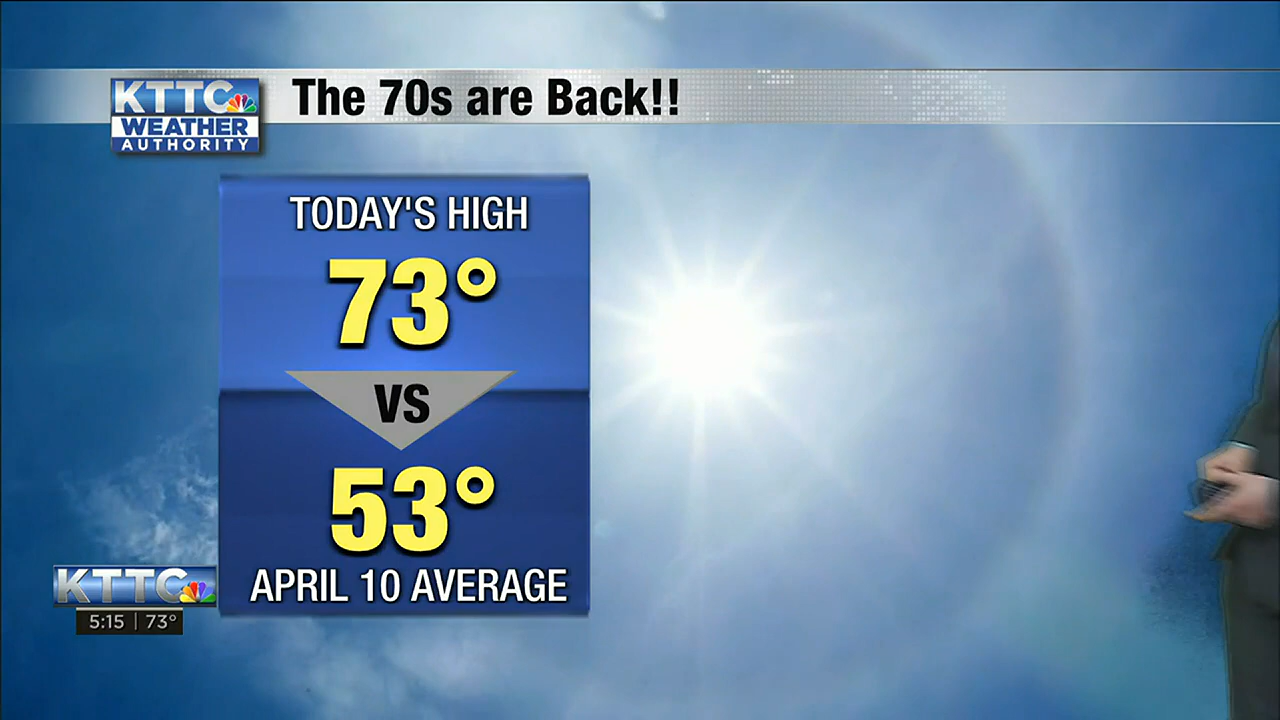 KTTC
WEATHER
AUTHORITY
The 70s are Back!!
TODAY'S HIGH
73°
VS
53°
APRIL 10 AVERAGE
KTTC
5:15 | 73°